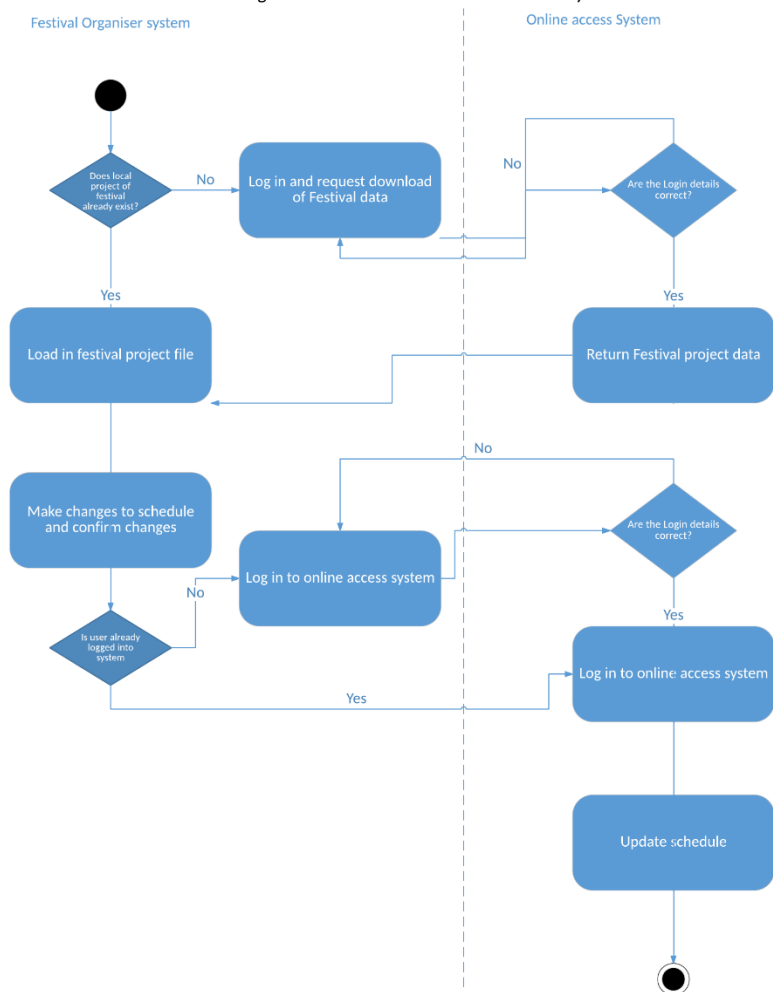 Festival Organiser system
Online access System
Does local
project of
festival
already exist?
No
Log in and request download
of Festival data
No
Are the Login details
correct?
Yes
Yes
Load in festival project file
Return Festival project data
No
Make changes to schedule
and confirm changes
Log in to online access system
Are the Login details
correct?
No
Is user already
logged into
system
Yes
Log in to online access system
Yes
Update schedule